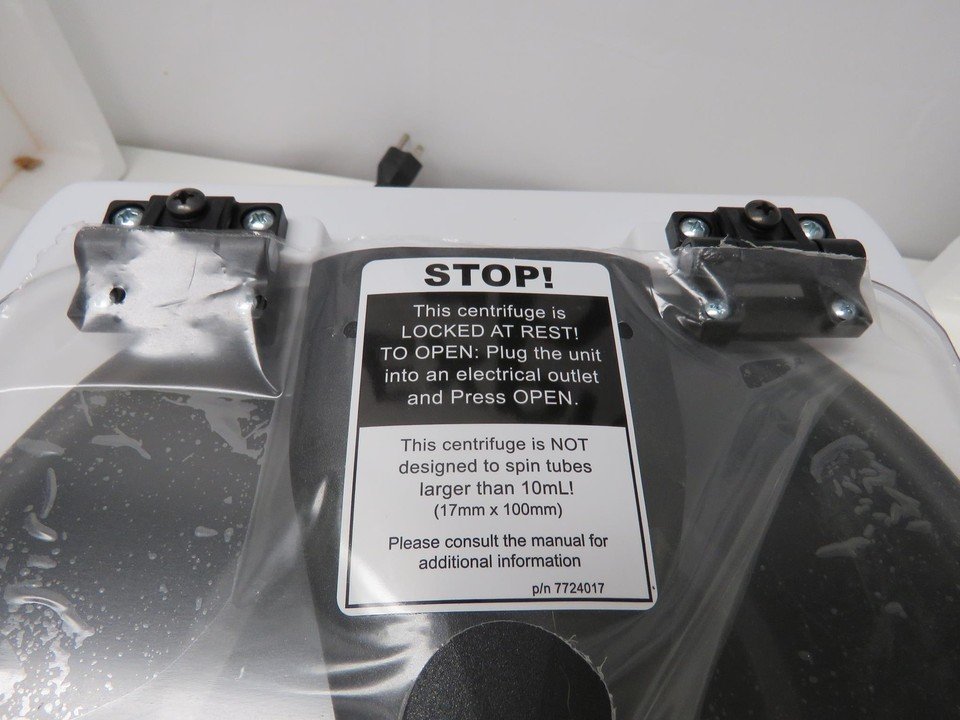 STOP!
This centrifuge is
LOCKED AT REST!
TO OPEN: Plug the unit
into an electrical outlet
and Press OPEN.
This centrifuge is NOT
designed to spin tubes
larger than 10mL!
(17mm x 100mm)
Please consult the manual for
additional information
p/n 7724017